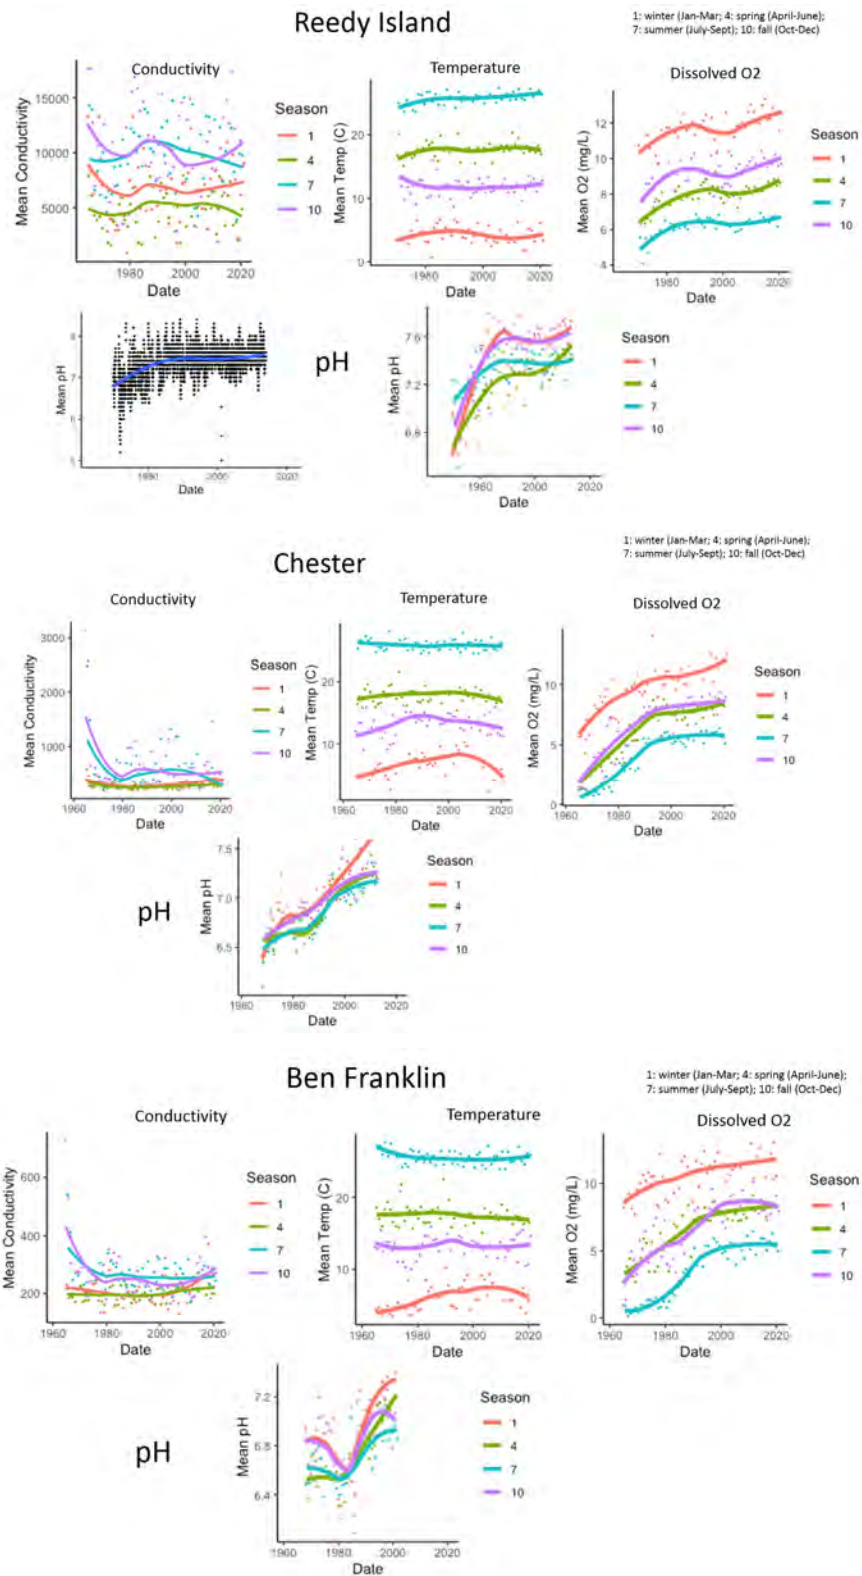 Reedy Island
1: winter (Jan-Mar; 4: spring (April-June);
7: summer (July-Sept); 10: fall (Oct-Dec)
Conductivity
Mean Conductivity
15000
10000
5000
1980
2000
2020
Date
Season
1
4
7
10
Temperature
Mean Temp (C)
20
10
0
1980
2000
2020
Date
Dissolved O2
Mean O2 (mg/L)
12
10
8
6
4
1980
2000
2020
Date
Season
1
4
7
10
Mean pH
8
7
6
5
1980
2000
2020
Date
pH
Mean pH
7.6
7.2
6.8
1980
2000
2020
Date
Season
1
4
7
10
Chester
1: winter (Jan-Mar; 4: spring (April-June);
7: summer (July-Sept); 10: fall (Oct-Dec)
Conductivity
Mean Conductivity
3000
2000
1000
1960
1980
2000
2020
Date
Season
1
4
7
10
Temperature
Mean Temp (C)
20
10
1960
1980
2000
2020
Date
Dissolved O2
Mean O2 (mg/L)
10
5
0
1960
1980
2000
2020
Date
Season
1
4
7
10
pH
Mean pH
7.5
7.0
6.5
1960
1980
2000
2020
Date
Season
1
4
7
10
Ben Franklin
1: winter (Jan-Mar; 4: spring (April-June);
7: summer (July-Sept); 10: fall (Oct-Dec)
Conductivity
Mean Conductivity
600
400
200
1960
1980
2000
2020
Date
Season
1
4
7
10
Temperature
Mean Temp (C)
20
10
1960
1980
2000
2020
Date
Dissolved O2
Mean O2 (mg/L)
10
5
0
1960
1980
2000
2020
Date
Season
1
4
7
10
pH
Mean pH
7.2
6.8
6.4
1960
1980
2000
2020
Date
Season
1
4
7
10